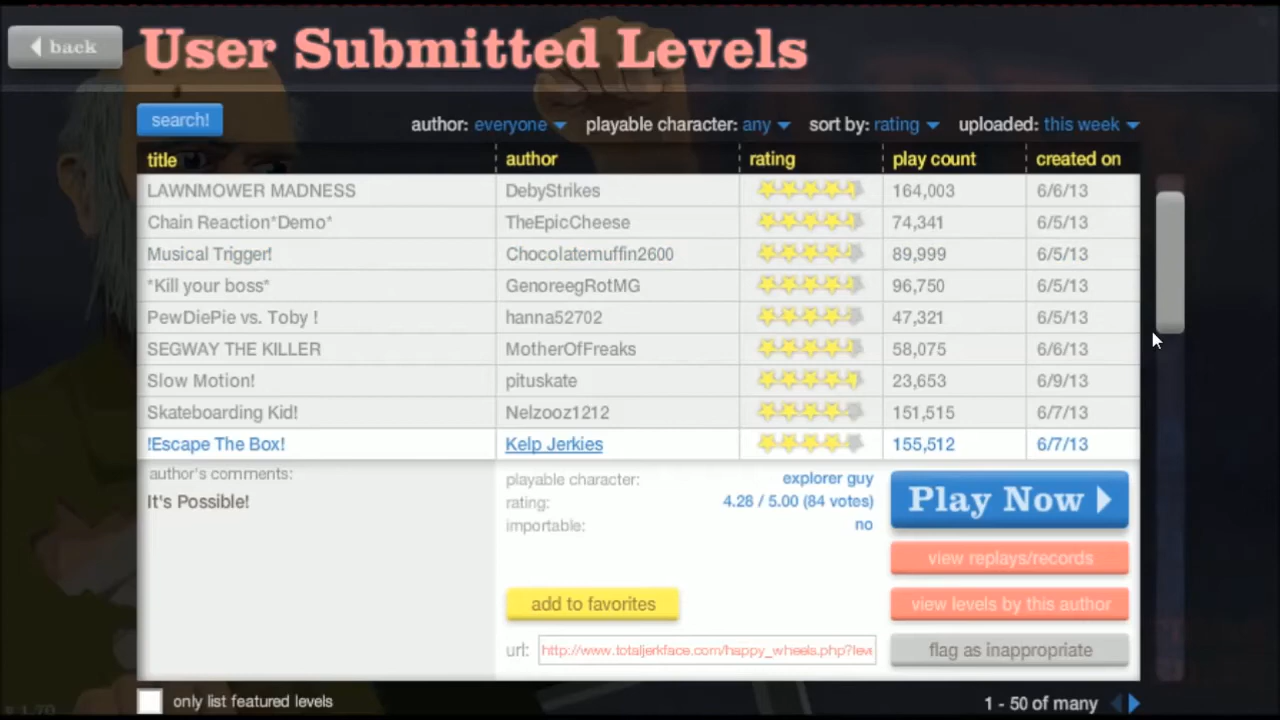 back
User Submitted Levels
search!
author: everyone playable character: any sort by: rating uploaded: this week
title author rating play count created on
LAWNMOWER MADNESS DebyStrikes 164,003 6/6/13
Chain Reaction*Demo* TheEpicCheese 74,341 6/5/13
Musical Trigger! Chocolatemuffin2600 89,999 6/5/13
*Kill your boss* GenoreegRotMG 96,750 6/5/13
PewDiePie vs. Toby ! hanna52702 47,321 6/5/13
SEGWAY THE KILLER MotherOfFreaks 58,075 6/6/13
Slow Motion! pituskate 23,653 6/9/13
Skateboarding Kid! Nelzooz1212 151,515 6/7/13
!Escape The Box! Kelp Jerkies 155,512 6/7/13
author's comments:
It's Possible!
playable character: explorer guy
rating: 4.28 / 5.00 (84 votes)
importable: no
add to favorites
url: http://www.totaljerkface.com/happy_wheels.php?leve
Play Now
view replays/records
view levels by this author
flag as inappropriate
only list featured levels
1 - 50 of many